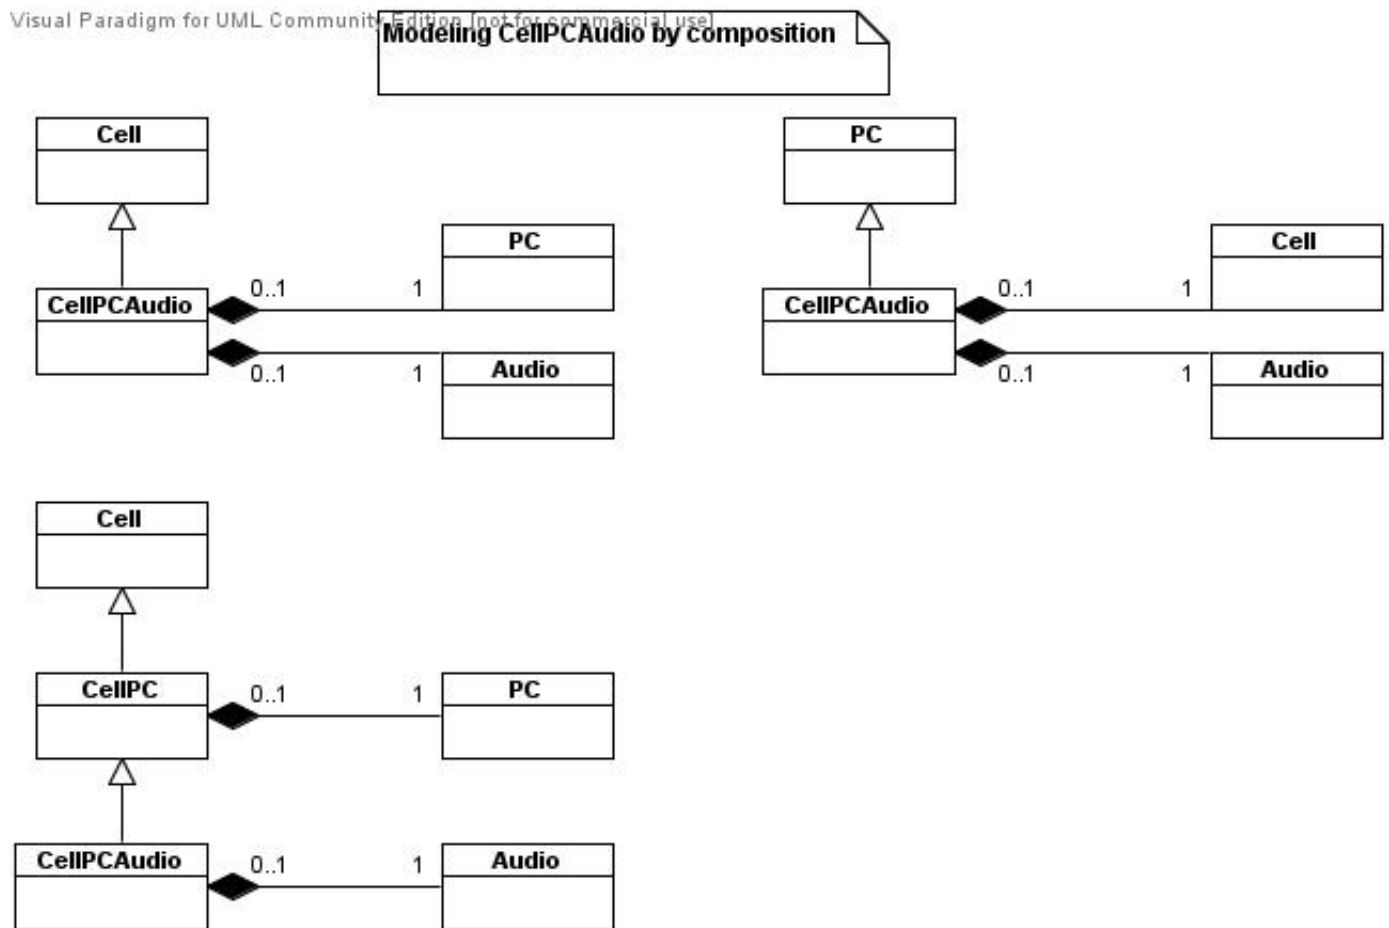 Visual Paradigm for UML Community Edition [not for commercial use]
Modeling CellPCAudio by composition
Cell
PC
PC
Cell
0..1 1
0..1 1
CellPCAudio
CellPCAudio
0..1 1
Audio
0..1 1
Audio
Cell
CellPC
0..1 1
PC
CellPCAudio
0..1 1
Audio